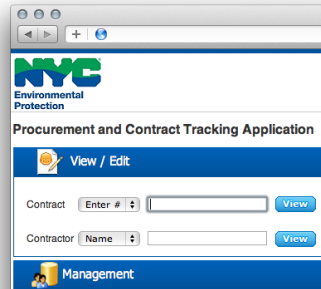 NYC
Environmental
Protection
Procurement and Contract Tracking Application
View / Edit
Contract Enter # View
Contractor Name View
Management